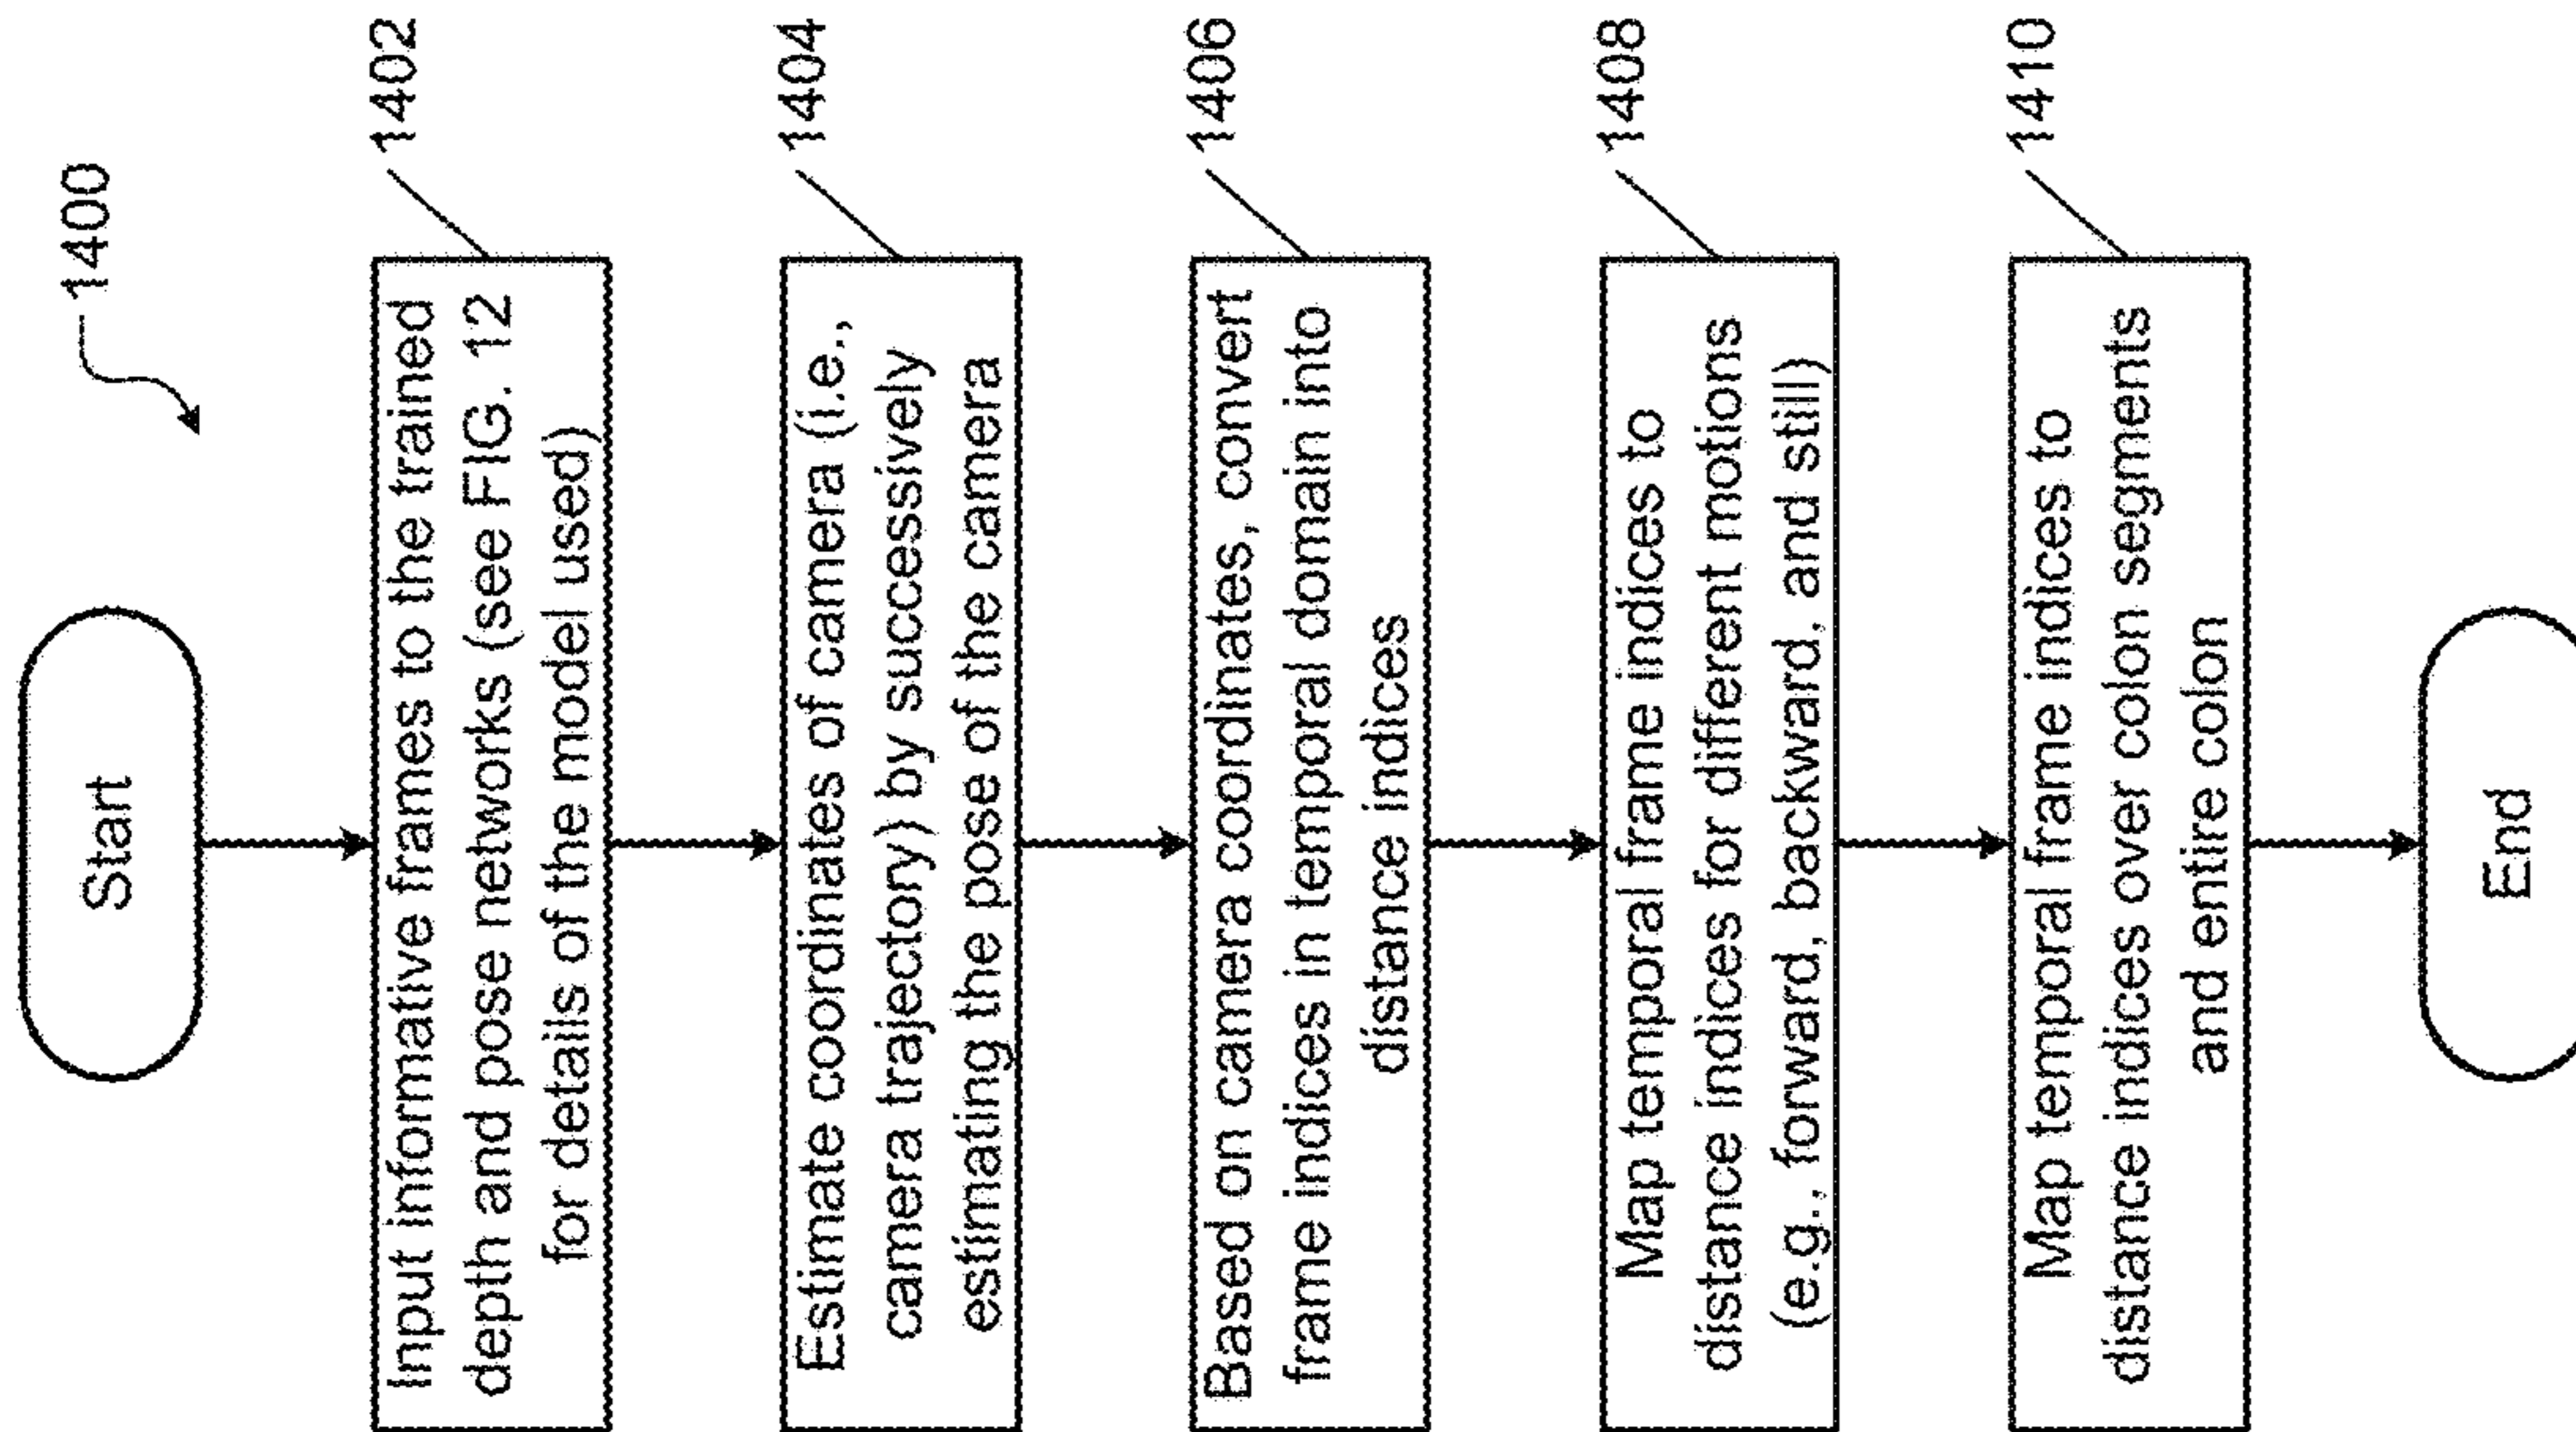 1400
Start
Input informative frames to the trained
depth and pose networks (see FIG. 12
for details of the model used)
1402
Estimate coordinates of camera (i.e.,
camera trajectory) by successively
estimating the pose of the camera
1404
Based on camera coordinates, convert
frame indices in temporal domain into
distance indices
1406
Map temporal frame indices to
distance indices for different motions
(e.g., forward, backward, and still)
1408
Map temporal frame indices to
distance indices over colon segments
and entire colon
1410
End